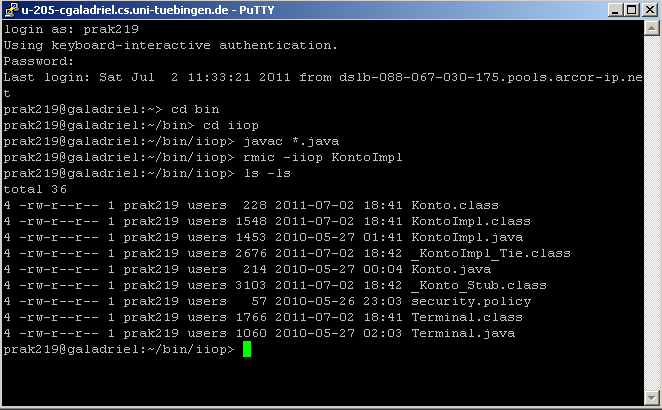 u-205-cgaladriel.cs.uni-tuebingen.de - PuTTY
login as: prak219
Using keyboard-interactive authentication.
Password:
Last login: Sat Jul  2 11:33:21 2011 from dslb-088-067-030-175.pools.arcor-ip.ne
t
prak219@galadriel:~> cd bin
prak219@galadriel:~/bin> cd iiop
prak219@galadriel:~/bin/iiop> javac *.java
prak219@galadriel:~/bin/iiop> rmic -iiop KontoImpl
prak219@galadriel:~/bin/iiop> ls -ls
total 36
4 -rw-r--r-- 1 prak219 users  228 2011-07-02 18:41 Konto.class
4 -rw-r--r-- 1 prak219 users 1548 2011-07-02 18:41 KontoImpl.class
4 -rw-r--r-- 1 prak219 users 1453 2010-05-27 01:41 KontoImpl.java
4 -rw-r--r-- 1 prak219 users 2676 2011-07-02 18:42 _KontoImpl_Tie.class
4 -rw-r--r-- 1 prak219 users  214 2010-05-27 00:04 Konto.java
4 -rw-r--r-- 1 prak219 users 3103 2011-07-02 18:42 _Konto_Stub.class
4 -rw-r--r-- 1 prak219 users   57 2010-05-26 23:03 security.policy
4 -rw-r--r-- 1 prak219 users 1766 2011-07-02 18:41 Terminal.class
4 -rw-r--r-- 1 prak219 users 1060 2010-05-27 02:03 Terminal.java
prak219@galadriel:~/bin/iiop>